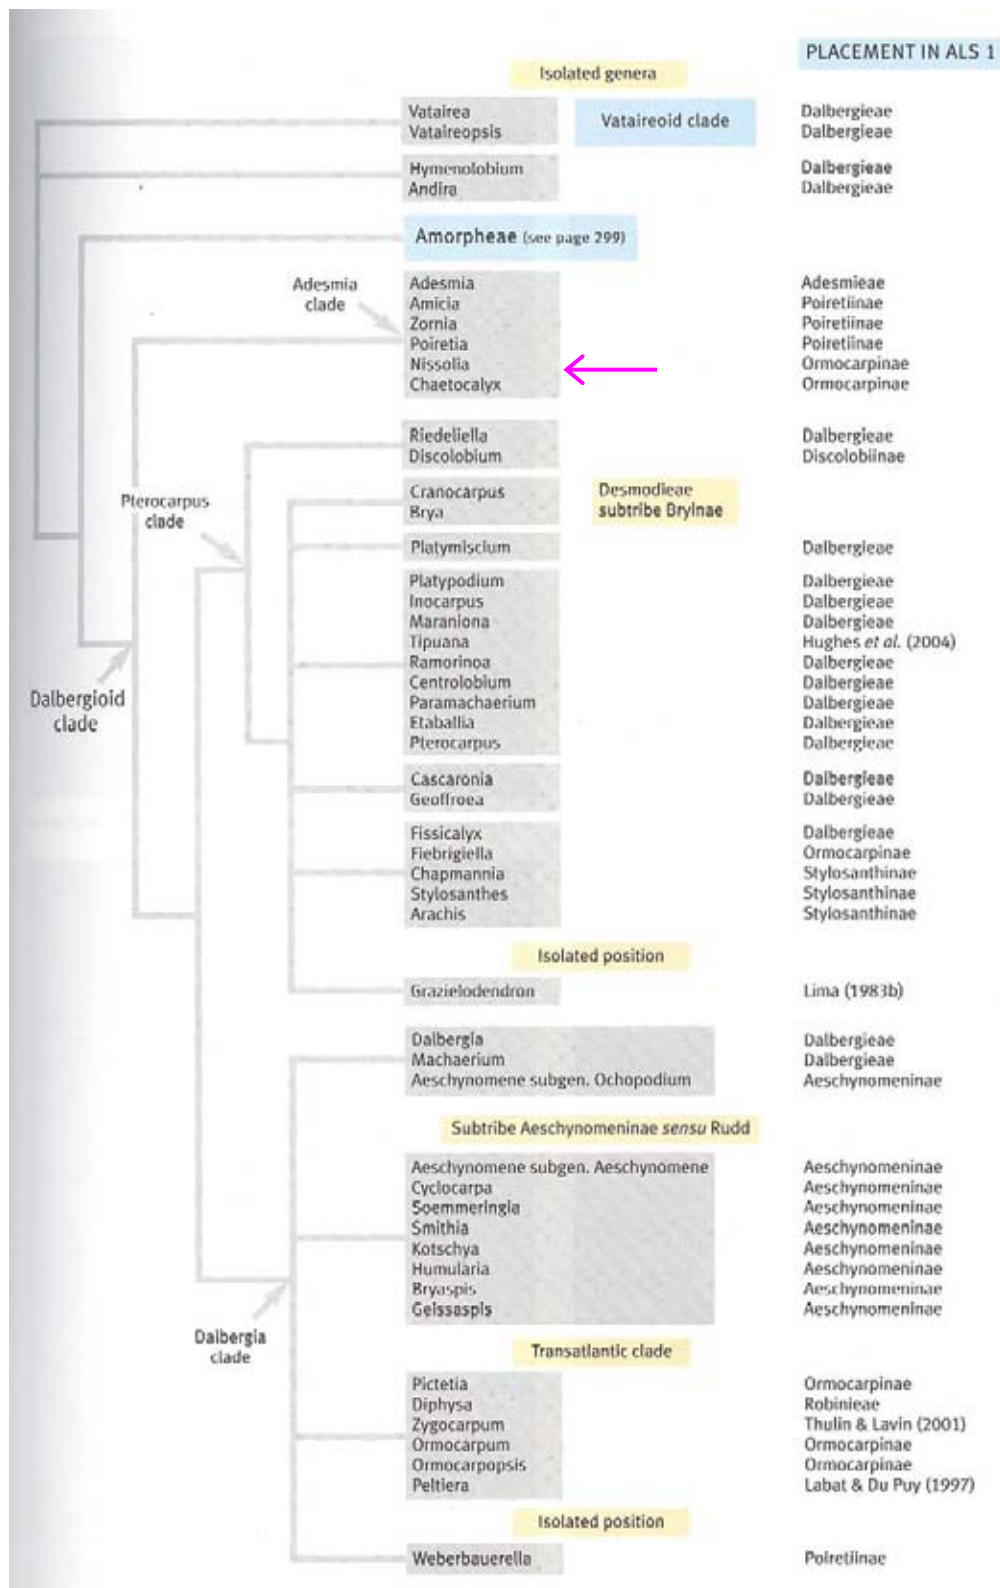 PLACEMENT IN ALS 1
Isolated genera
Vatairea Dalbergieae
Vataireopsis Dalbergieae
Vataireoid clade
Hymenolobium Dalbergieae
Andira Dalbergieae
Amorpheae (see page 299)
Adesmia
clade
Adesmia Adesmieae
Amicia Poiretiinae
Zornia Poiretiinae
Poiretia Poiretiinae
Nissolia Ormocarpinae
Chaetocalyx Ormocarpinae
Riedeliella Dalbergieae
Discolobium Discolobiinae
Pterocarpus
clade
Cranocarpus
Brya
Desmodieae
subtribe Bryinae
Platymiscium Dalbergieae
Platypodium Dalbergieae
Inocarpus Dalbergieae
Maraniona Dalbergieae
Tipuana Hughes et al. (2004)
Ramorinoa Dalbergieae
Centrolobium Dalbergieae
Paramachaerium Dalbergieae
Etaballia Dalbergieae
Pterocarpus Dalbergieae
Dalbergioid
clade
Cascaronia Dalbergieae
Geoffroea Dalbergieae
Fissicalyx Dalbergieae
Fiebrigiella Ormocarpinae
Chapmannia Stylosanthinae
Stylosanthes Stylosanthinae
Arachis Stylosanthinae
Isolated position
Grazielodendron Lima (1983b)
Dalbergia Dalbergieae
Machaerium Dalbergieae
Aeschynomene subgen. Ochopodium Aeschynomeninae
Subtribe Aeschynomeninae sensu Rudd
Aeschynomene subgen. Aeschynomene Aeschynomeninae
Cyclocarpa Aeschynomeninae
Soemmeringia Aeschynomeninae
Smithia Aeschynomeninae
Kotschya Aeschynomeninae
Humularia Aeschynomeninae
Bryaspis Aeschynomeninae
Geissaspis Aeschynomeninae
Dalbergia
clade
Transatlantic clade
Pictetia Ormocarpinae
Diphysa Robinieae
Zygocarpum Thulin & Lavin (2001)
Ormocarpum Ormocarpinae
Ormocarpopsis Ormocarpinae
Peltiera Labat & Du Puy (1997)
Isolated position
Weberbauerella Poiretiinae